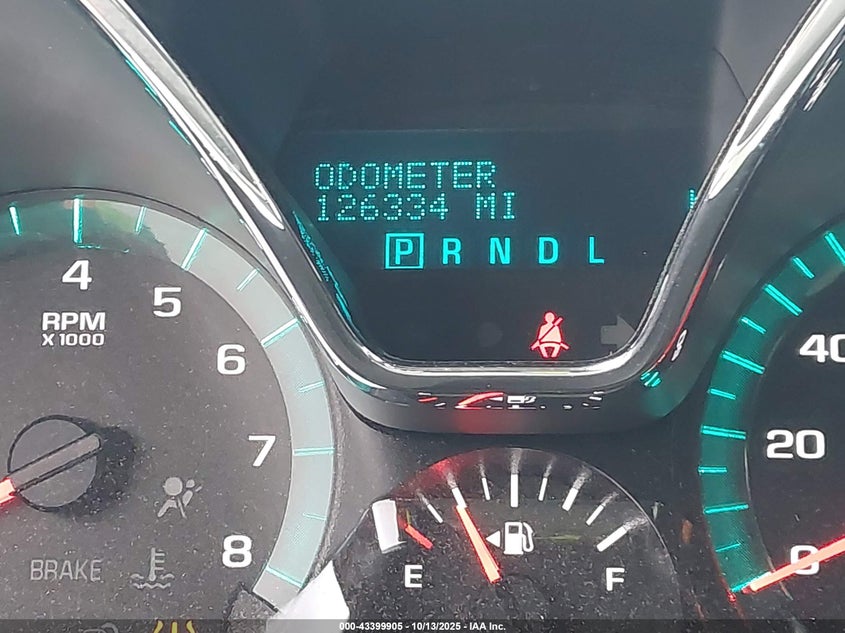 ODOMETER
126334 MI
P R N D L
4
5
6
7
8
RPM
X 1000
BRAKE
E
F
40
20
0
000-43399905 - 10/13/2025 - IAA Inc.